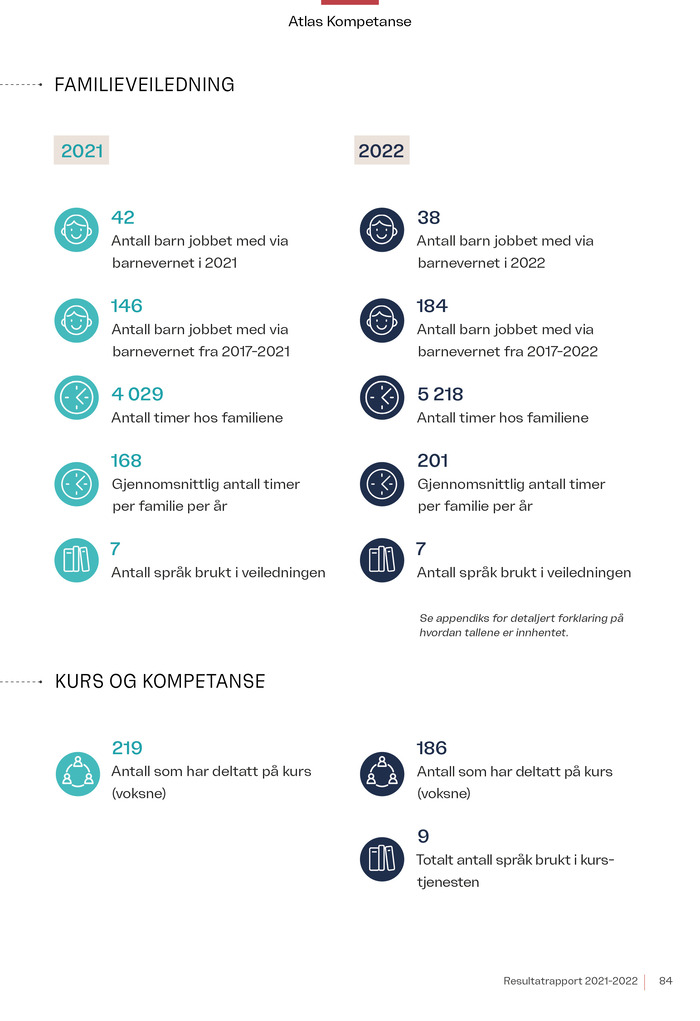 Atlas Kompetanse
FAMILIEVEILEDNING
2021
42
Antall barn jobbet med via
barnevernet i 2021
146
Antall barn jobbet med via
barnevernet fra 2017-2021
4 029
Antall timer hos familiene
168
Gjennomsnittlig antall timer
per familie per år
7
Antall språk brukt i veiledningen
2022
38
Antall barn jobbet med via
barnevernet i 2022
184
Antall barn jobbet med via
barnevernet fra 2017-2022
5 218
Antall timer hos familiene
201
Gjennomsnittlig antall timer
per familie per år
7
Antall språk brukt i veiledningen
Se appendiks for detaljert forklaring på
hvordan tallene er innhentet.
KURS OG KOMPETANSE
219
Antall som har deltatt på kurs
(voksne)
186
Antall som har deltatt på kurs
(voksne)
9
Totalt antall språk brukt i kurs-
tjenesten
Resultatrapport 2021-2022 84